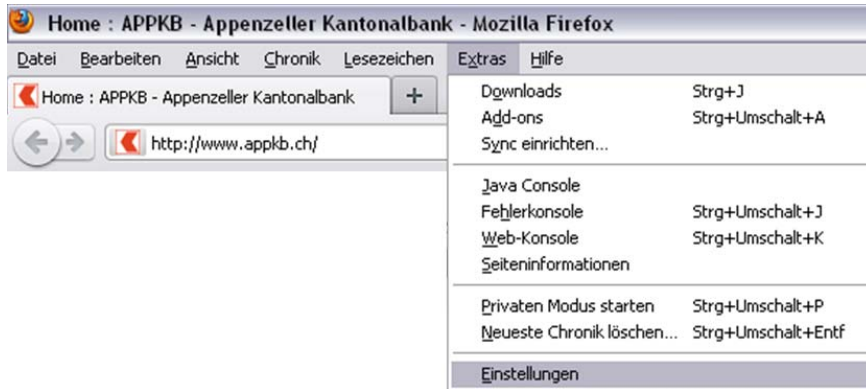 Home : APPKB - Appenzeller Kantonalbank - Mozilla Firefox
Datei Bearbeiten Ansicht Chronik Lesezeichen Extras Hilfe
Home : APPKB - Appenzeller Kantonalbank +
http://www.appkb.ch/
Downloads Strg+J
Add-ons Strg+Umschalt+A
Sync einrichten...
Java Console
Fehlerkonsole Strg+Umschalt+J
Web-Konsole Strg+Umschalt+K
Seiteninformationen
Privaten Modus starten Strg+Umschalt+P
Neueste Chronik löschen... Strg+Umschalt+Entf
Einstellungen